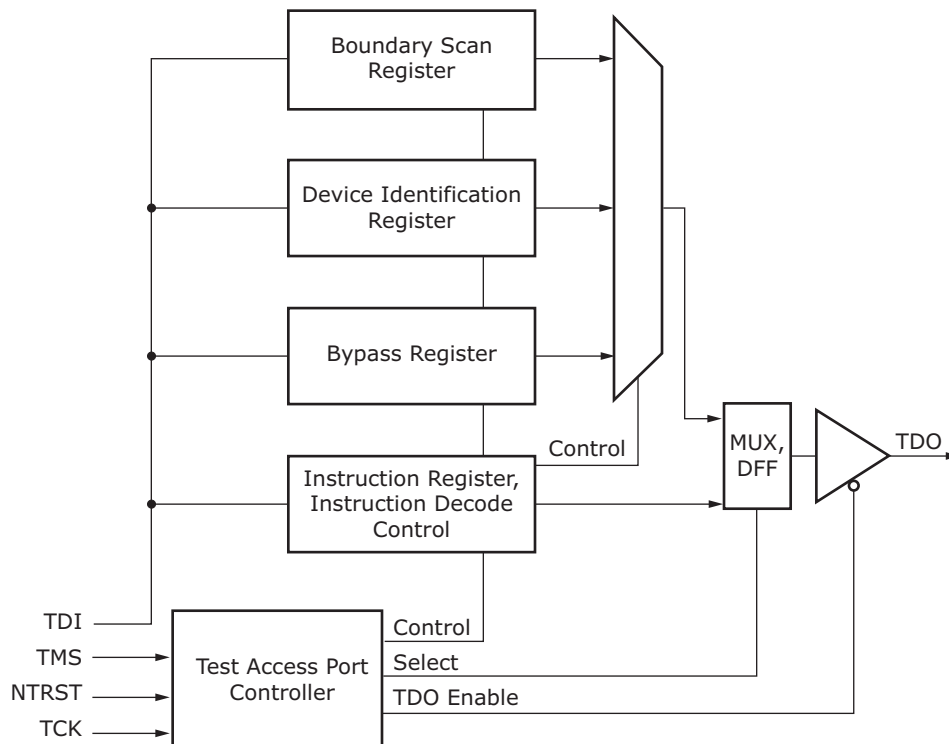 Boundary Scan
Register
Device Identification
Register
Bypass Register
Control
Instruction Register,
Instruction Decode
Control
MUX,
DFF
TDO
TDI
TMS
NTRST
TCK
Test Access Port
Controller
Control
Select
TDO Enable